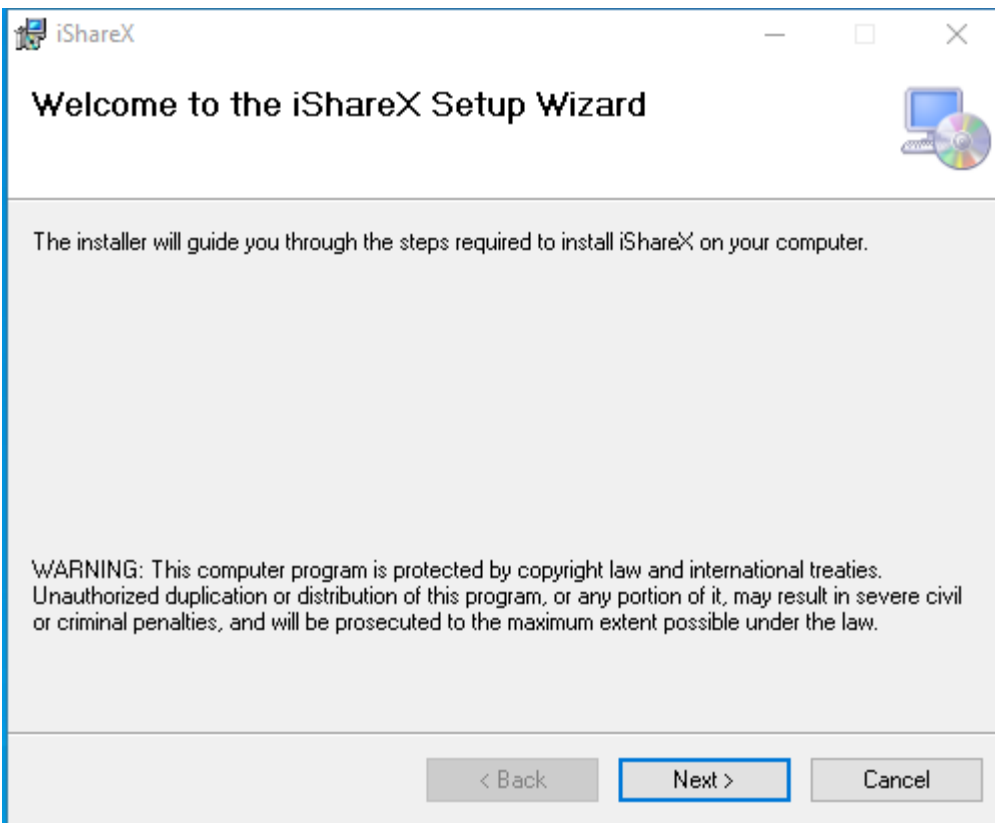 iShareX
Welcome to the iShareX Setup Wizard
The installer will guide you through the steps required to install iShareX on your computer.
WARNING: This computer program is protected by copyright law and international treaties.
Unauthorized duplication or distribution of this program, or any portion of it, may result in severe civil
or criminal penalties, and will be prosecuted to the maximum extent possible under the law.
< Back Next > Cancel